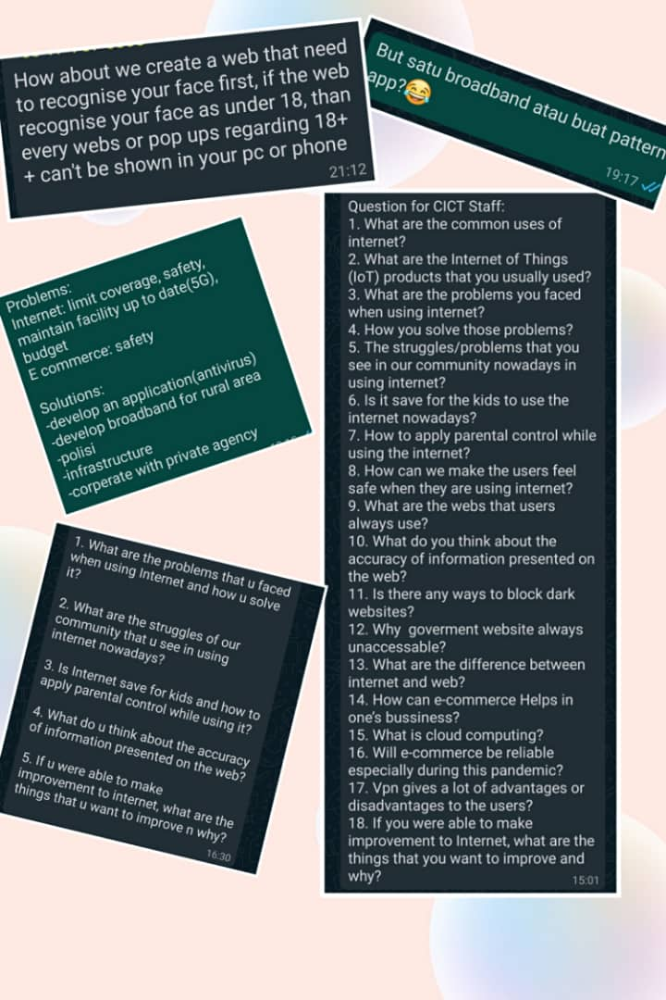 How about we create a web that need
to recognise your face first, if the web
recognise your face as under 18, than
every webs or pop ups regarding 18+
+ can't be shown in your pc or phone
21:12
But satu broadband atau buat pattern
app?😂
19:17
Problems:
Internet: limit coverage, safety,
maintain facility up to date(5G),
budget
E commerce: safety
Solutions:
-develop an application(antivirus)
-develop broadband for rural area
-polisi
-infrastructure
-corperate with private agency
1. What are the problems that u faced
when using Internet and how u solve
it?
2. What are the struggles of our
community that u see in using
internet nowadays?
3. Is Internet save for kids and how to
apply parental control while using it?
4. What do u think about the accuracy
of information presented on the web?
5. If u were able to make
improvement to internet, what are the
things that u want to improve n why?
16:30
Question for CICT Staff:
1. What are the common uses of
internet?
2. What are the Internet of Things
(IoT) products that you usually used?
3. What are the problems you faced
when using internet?
4. How you solve those problems?
5. The struggles/problems that you
see in our community nowadays in
using internet?
6. Is it save for the kids to use the
internet nowadays?
7. How to apply parental control while
using the internet?
8. How can we make the users feel
safe when they are using internet?
9. What are the webs that users
always use?
10. What do you think about the
accuracy of information presented on
the web?
11. Is there any ways to block dark
websites?
12. Why goverment website always
unaccessable?
13. What are the difference between
internet and web?
14. How can e-commerce Helps in
one's bussiness?
15. What is cloud computing?
16. Will e-commerce be reliable
especially during this pandemic?
17. Vpn gives a lot of advantages or
disadvantages to the users?
18. If you were able to make
improvement to Internet, what are the
things that you want to improve and
why?
15:01